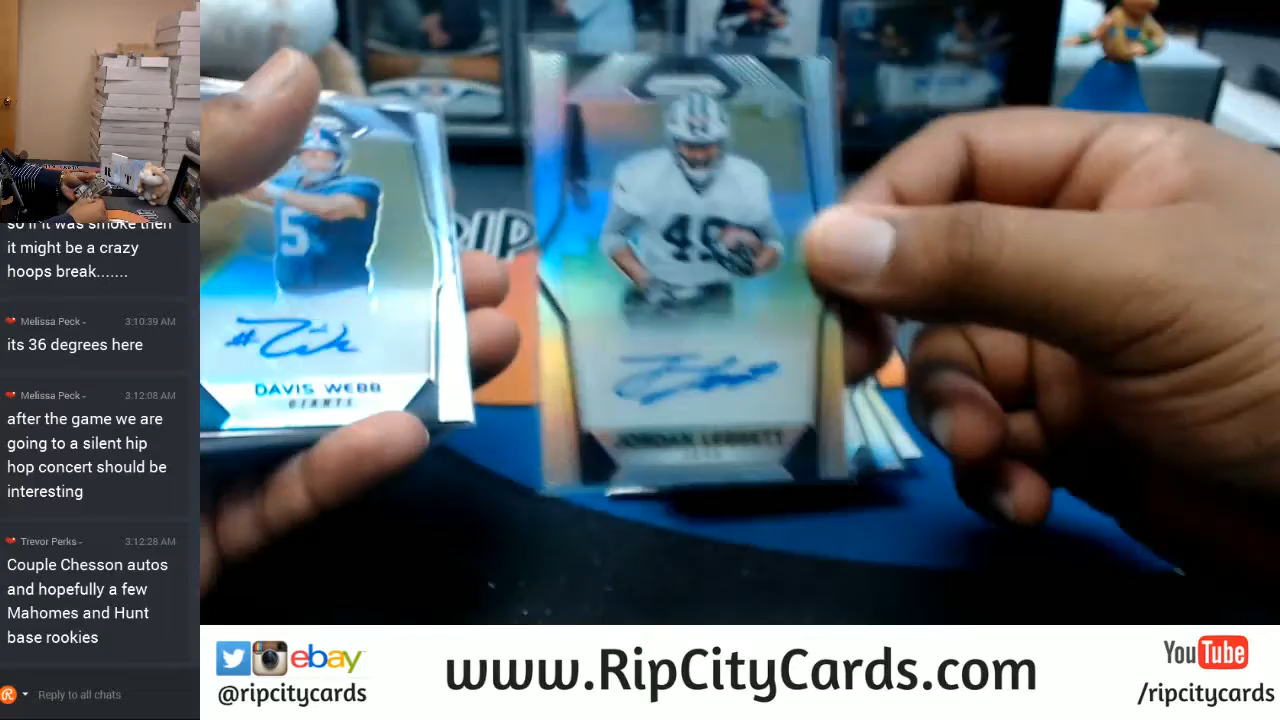 so if it was smoke then
it might be a crazy
hoops break.......
Melissa Peck - 3:10:39 AM
its 36 degrees here
Melissa Peck - 3:12:08 AM
after the game we are
going to a silent hip
hop concert should be
interesting
Trevor Perks - 3:12:28 AM
Couple Chesson autos
and hopefully a few
Mahomes and Hunt
base rookies
Reply to all chats
5
DAVIS WEBB
GIANTS
RIP
JORDAN LEGGETT
JETS
ebay
@ripcitycards
www.RipCityCards.com
YouTube
/ripcitycards